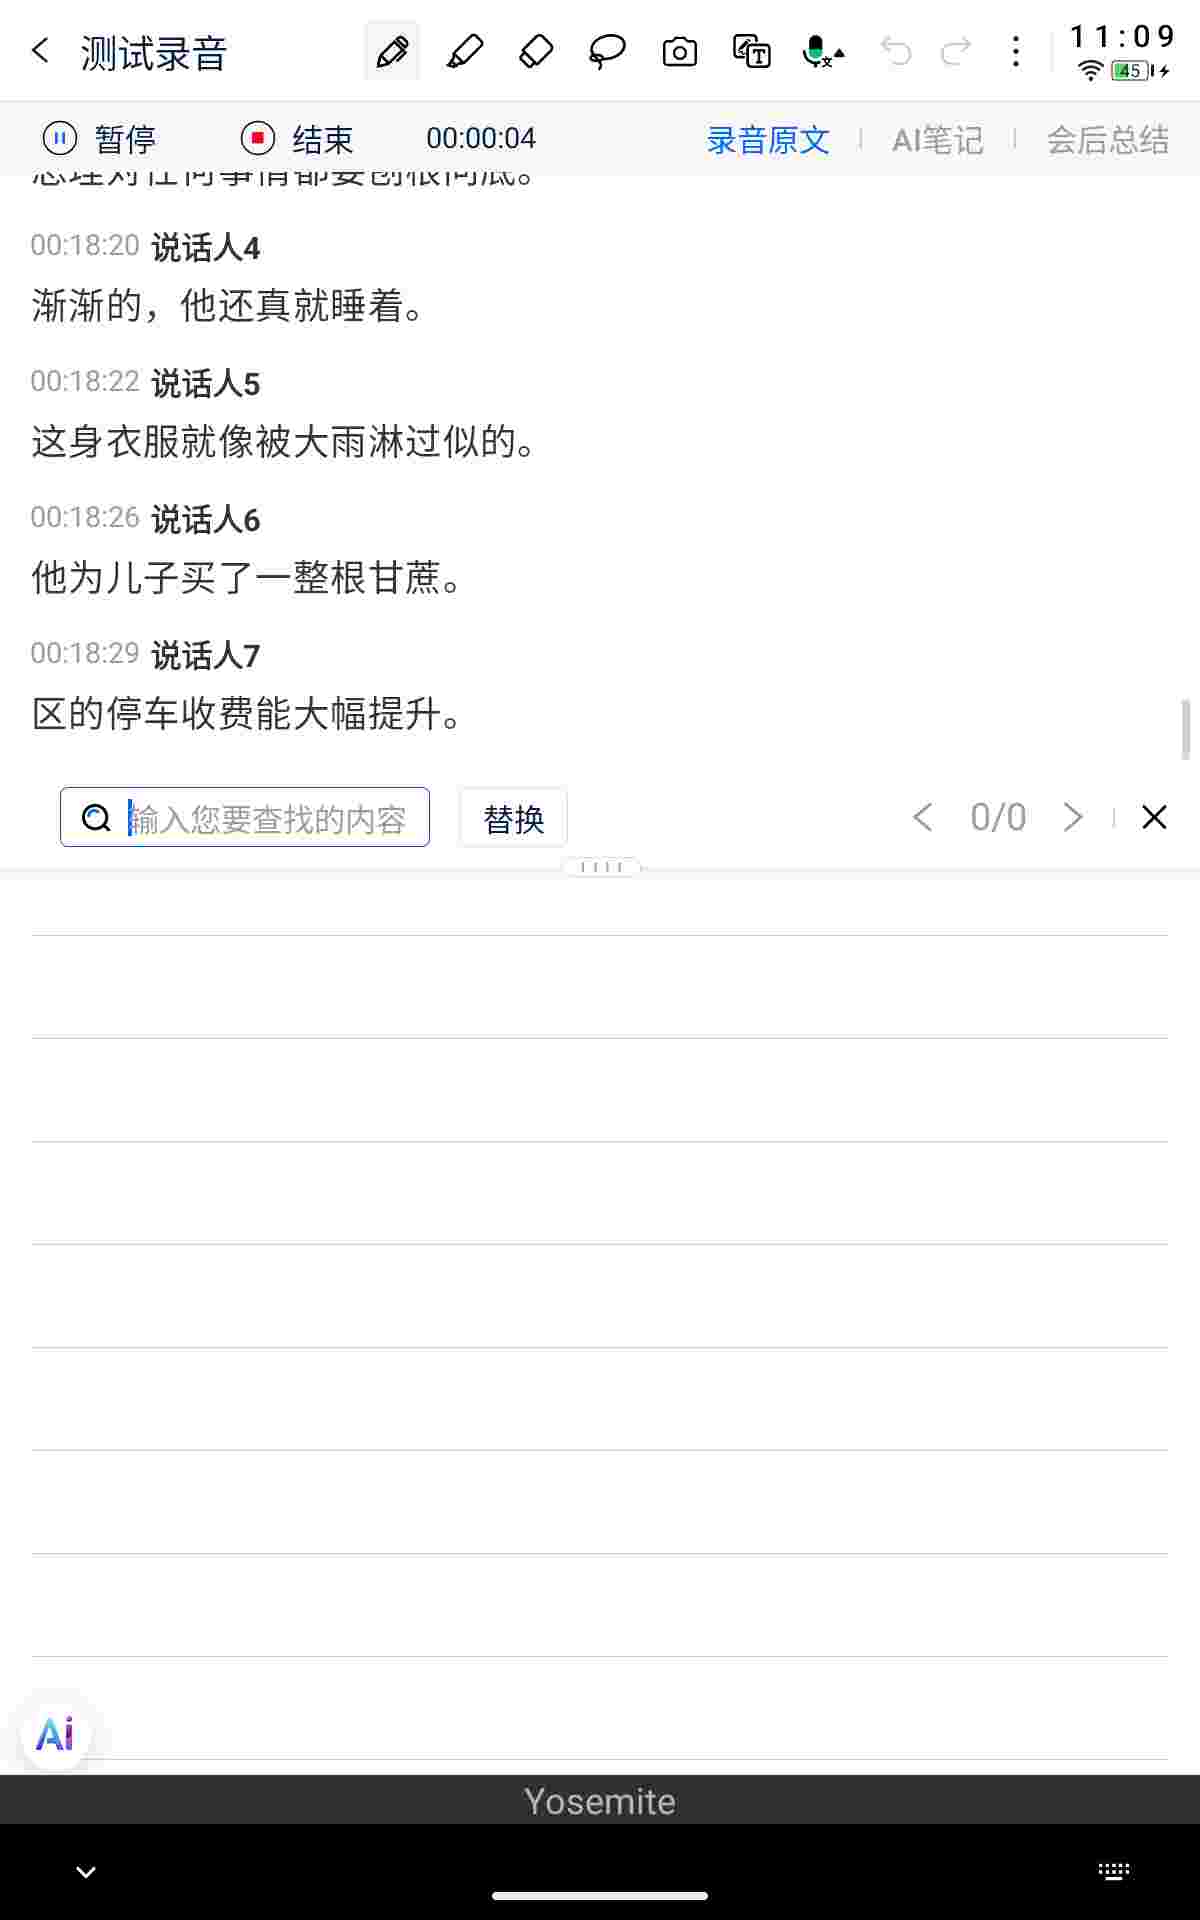 测试录音
11:09
45
暂停 结束 00:00:04 录音原文 AI笔记 会后总结
00:18:20 说话人4
渐渐的，他还真就睡着。
00:18:22 说话人5
这身衣服就像被大雨淋过似的。
00:18:26 说话人6
他为儿子买了一整根甘蔗。
00:18:29 说话人7
区的停车收费能大幅提升。
输入您要查找的内容 替换 0/0
Ai
Yosemite